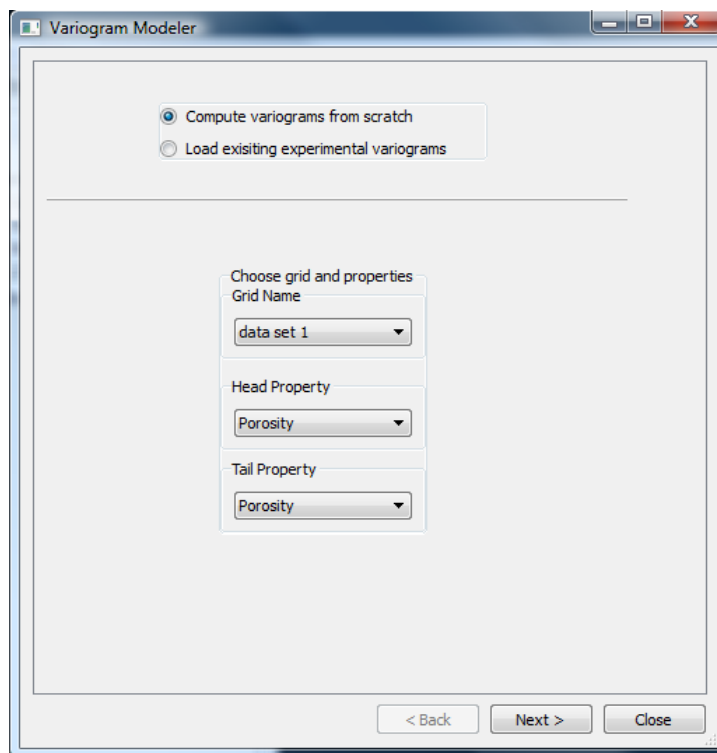 Variogram Modeler
Compute variograms from scratch
Load exisiting experimental variograms
Choose grid and properties
Grid Name
data set 1
Head Property
Porosity
Tail Property
Porosity
< Back Next > Close